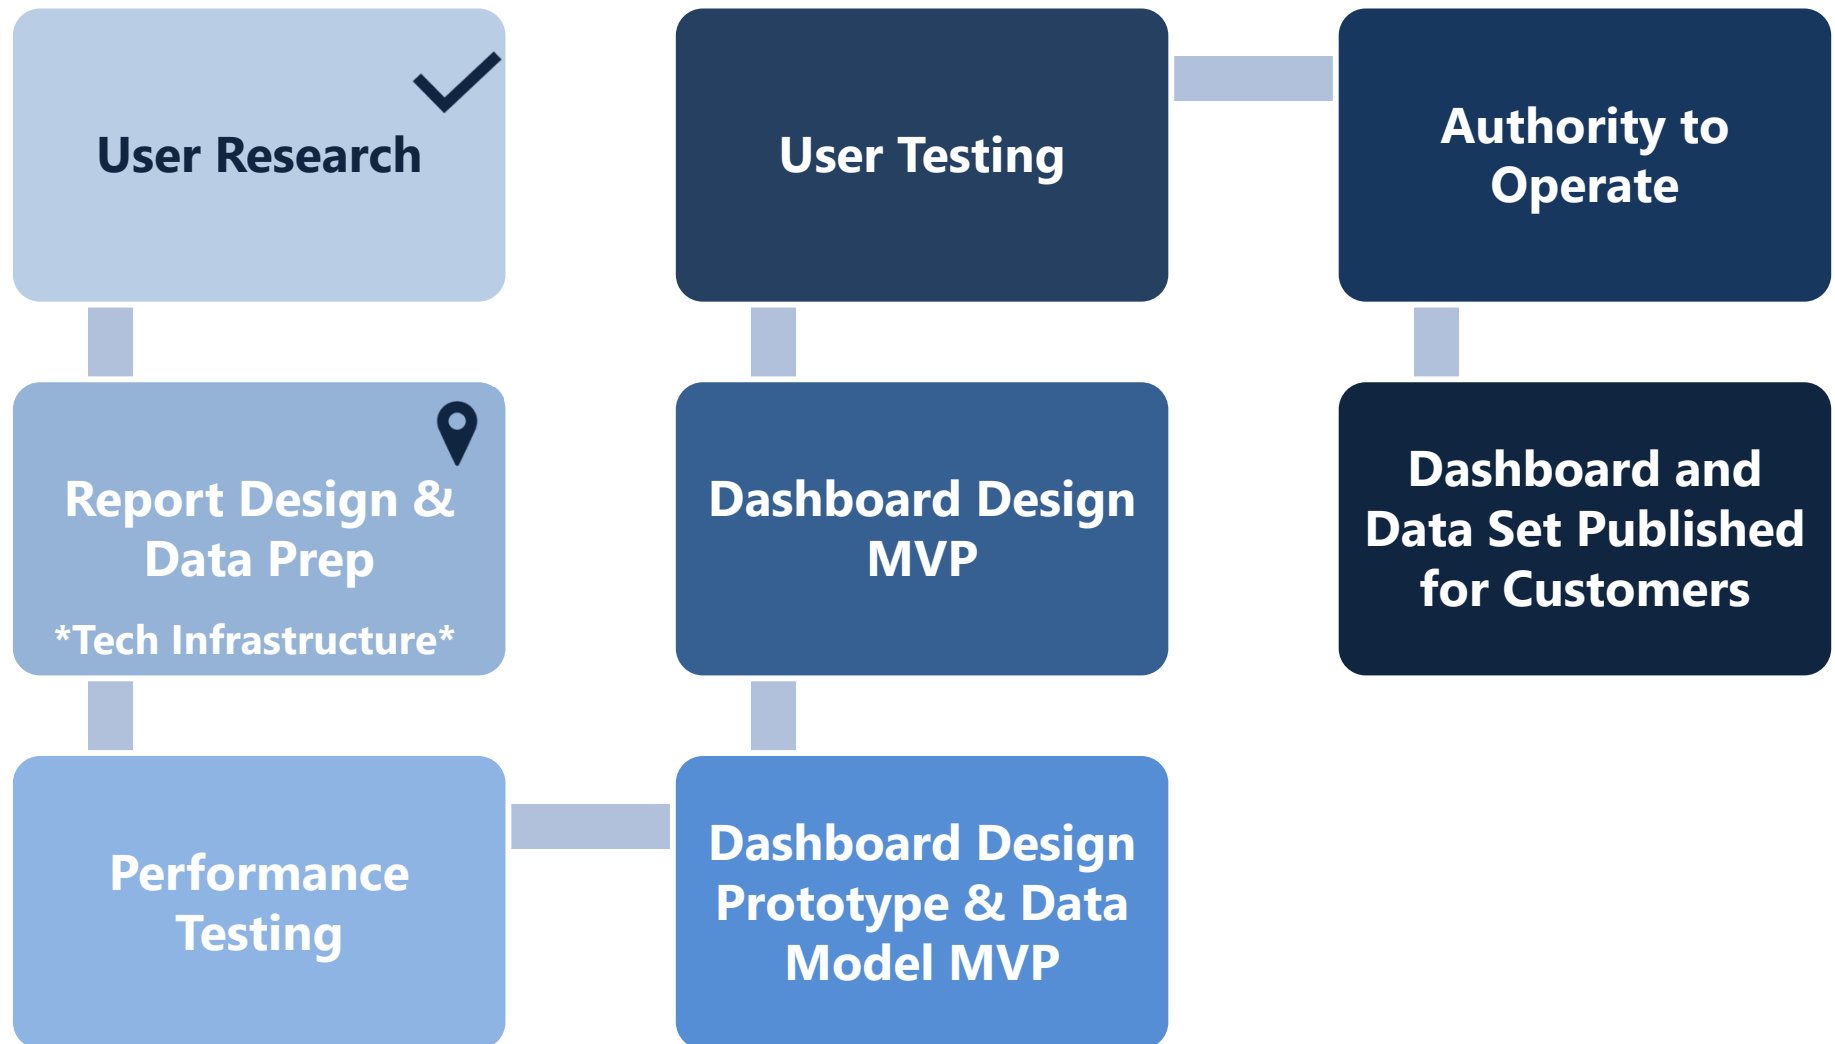 User Research
Report Design &
Data Prep
*Tech Infrastructure*
Performance
Testing
Dashboard Design
Prototype & Data
Model MVP
Dashboard Design
MVP
User Testing
Authority to
Operate
Dashboard and
Data Set Published
for Customers